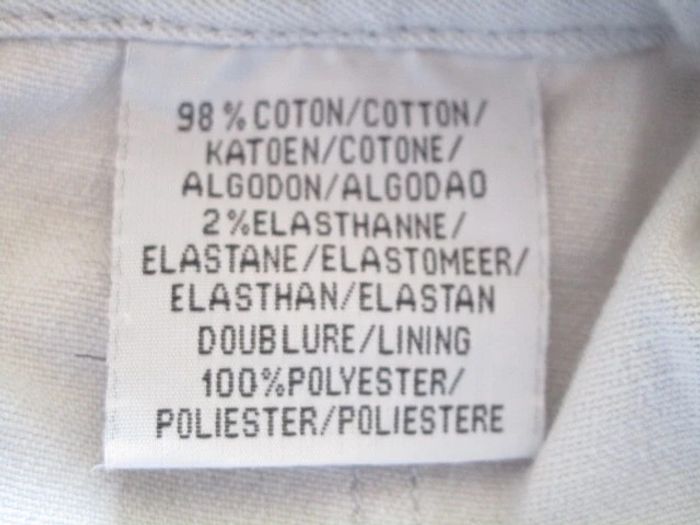 98 % COTON/COTTON/
KATOEN/COTONE/
ALGODON/ALGODAO
2 %ELASTHANNE/
ELASTANE/ELASTOMEER/
ELASTHAN/ELASTAN
DOUBLURE/LINING
100%POLYESTER/
POLIESTER/POLIESTERE